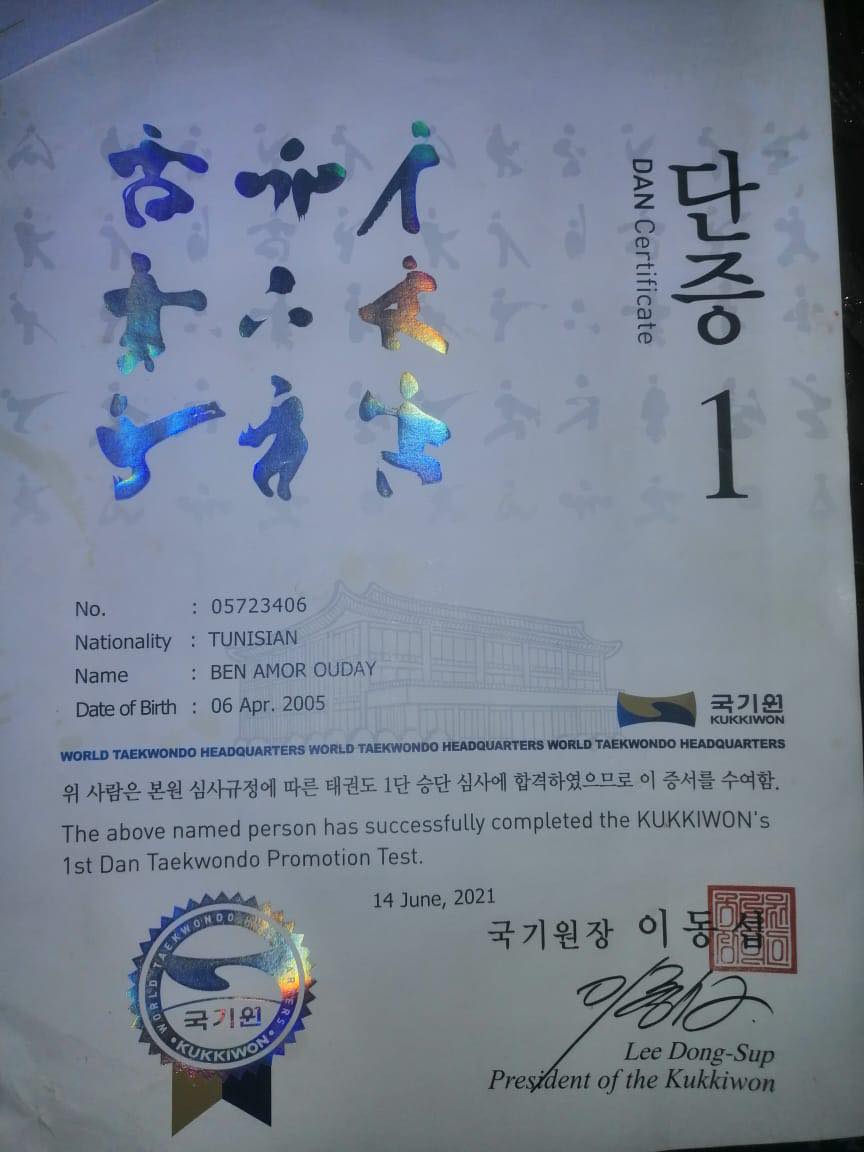 단증
DAN Certificate
1
No. : 05723406
Nationality : TUNISIAN
Name : BEN AMOR OUDAY
Date of Birth : 06 Apr. 2005
국기원
KUKKIWON
WORLD TAEKWONDO HEADQUARTERS WORLD TAEKWONDO HEADQUARTERS WORLD TAEKWONDO HEADQUARTERS
위 사람은 본원 심사규정에 따른 태권도 1단 승단 심사에 합격하였으므로 이 증서를 수여함.
The above named person has successfully completed the KUKKIWON's
1st Dan Taekwondo Promotion Test.
14 June, 2021
국기원장 이동섭
Lee Dong-Sup
President of the Kukkiwon
WORLD TAEKWONDO HEADQUARTERS
국기원
•KUKKIWON•